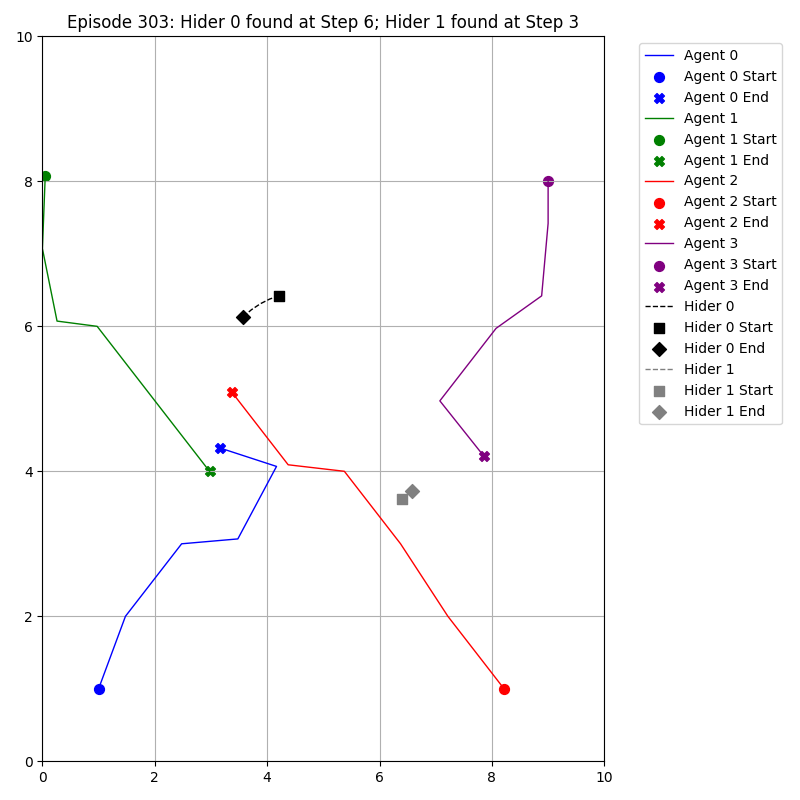 Episode 303: Hider 0 found at Step 6; Hider 1 found at Step 3
10
8
6
4
2
0
0 2 4 6 8 10
Agent 0
Agent 0 Start
Agent 0 End
Agent 1
Agent 1 Start
Agent 1 End
Agent 2
Agent 2 Start
Agent 2 End
Agent 3
Agent 3 Start
Agent 3 End
Hider 0
Hider 0 Start
Hider 0 End
Hider 1
Hider 1 Start
Hider 1 End